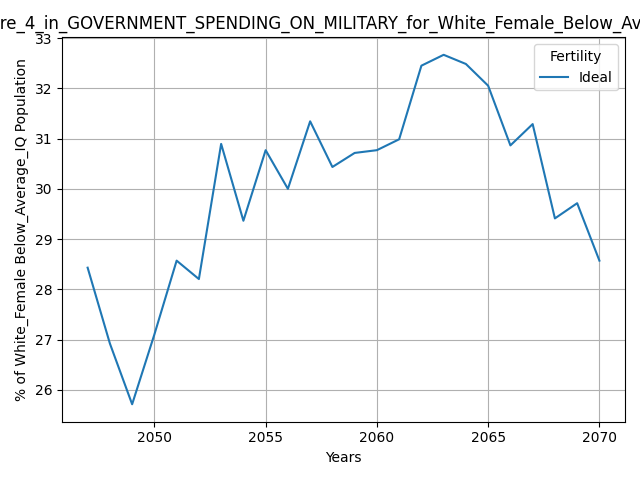 re_4_in_GOVERNMENT_SPENDING_ON_MILITARY_for_White_Female_Below_Av
Fertility
Ideal
% of White_Female Below_Average_IQ Population
33
32
31
30
29
28
27
26
2050 2055 2060 2065 2070
Years